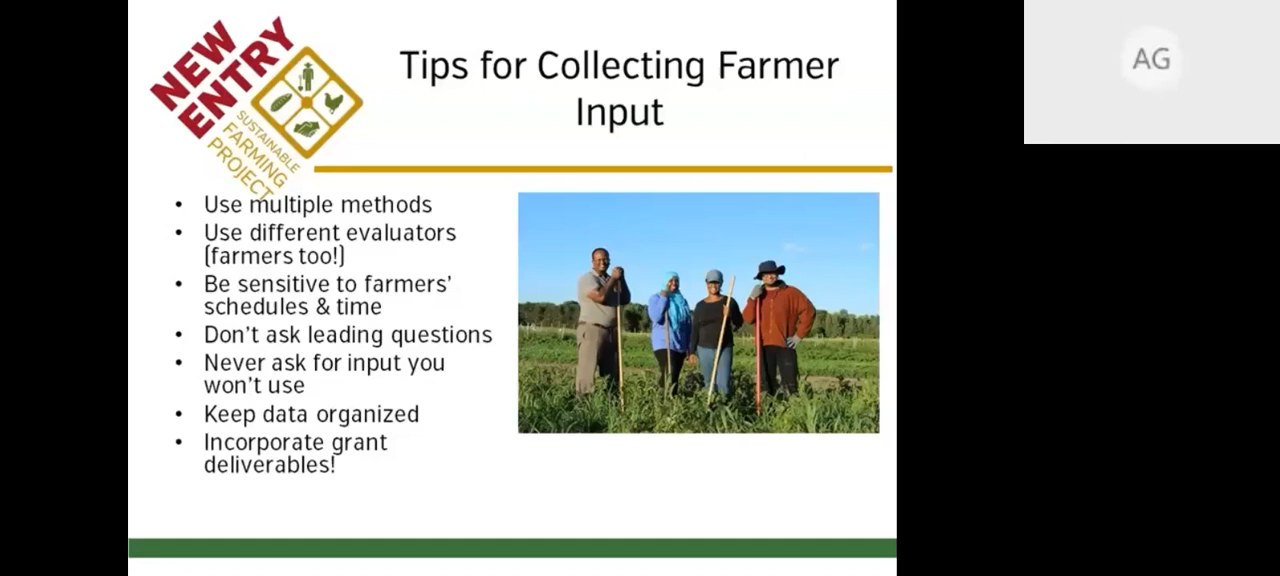 NEW
ENTRY
SUSTAINABLE
FARMING
PROJECT
Tips for Collecting Farmer
Input
• Use multiple methods
• Use different evaluators
(farmers too!)
• Be sensitive to farmers’
schedules & time
• Don’t ask leading questions
• Never ask for input you
won’t use
• Keep data organized
• Incorporate grant
deliverables!
AG